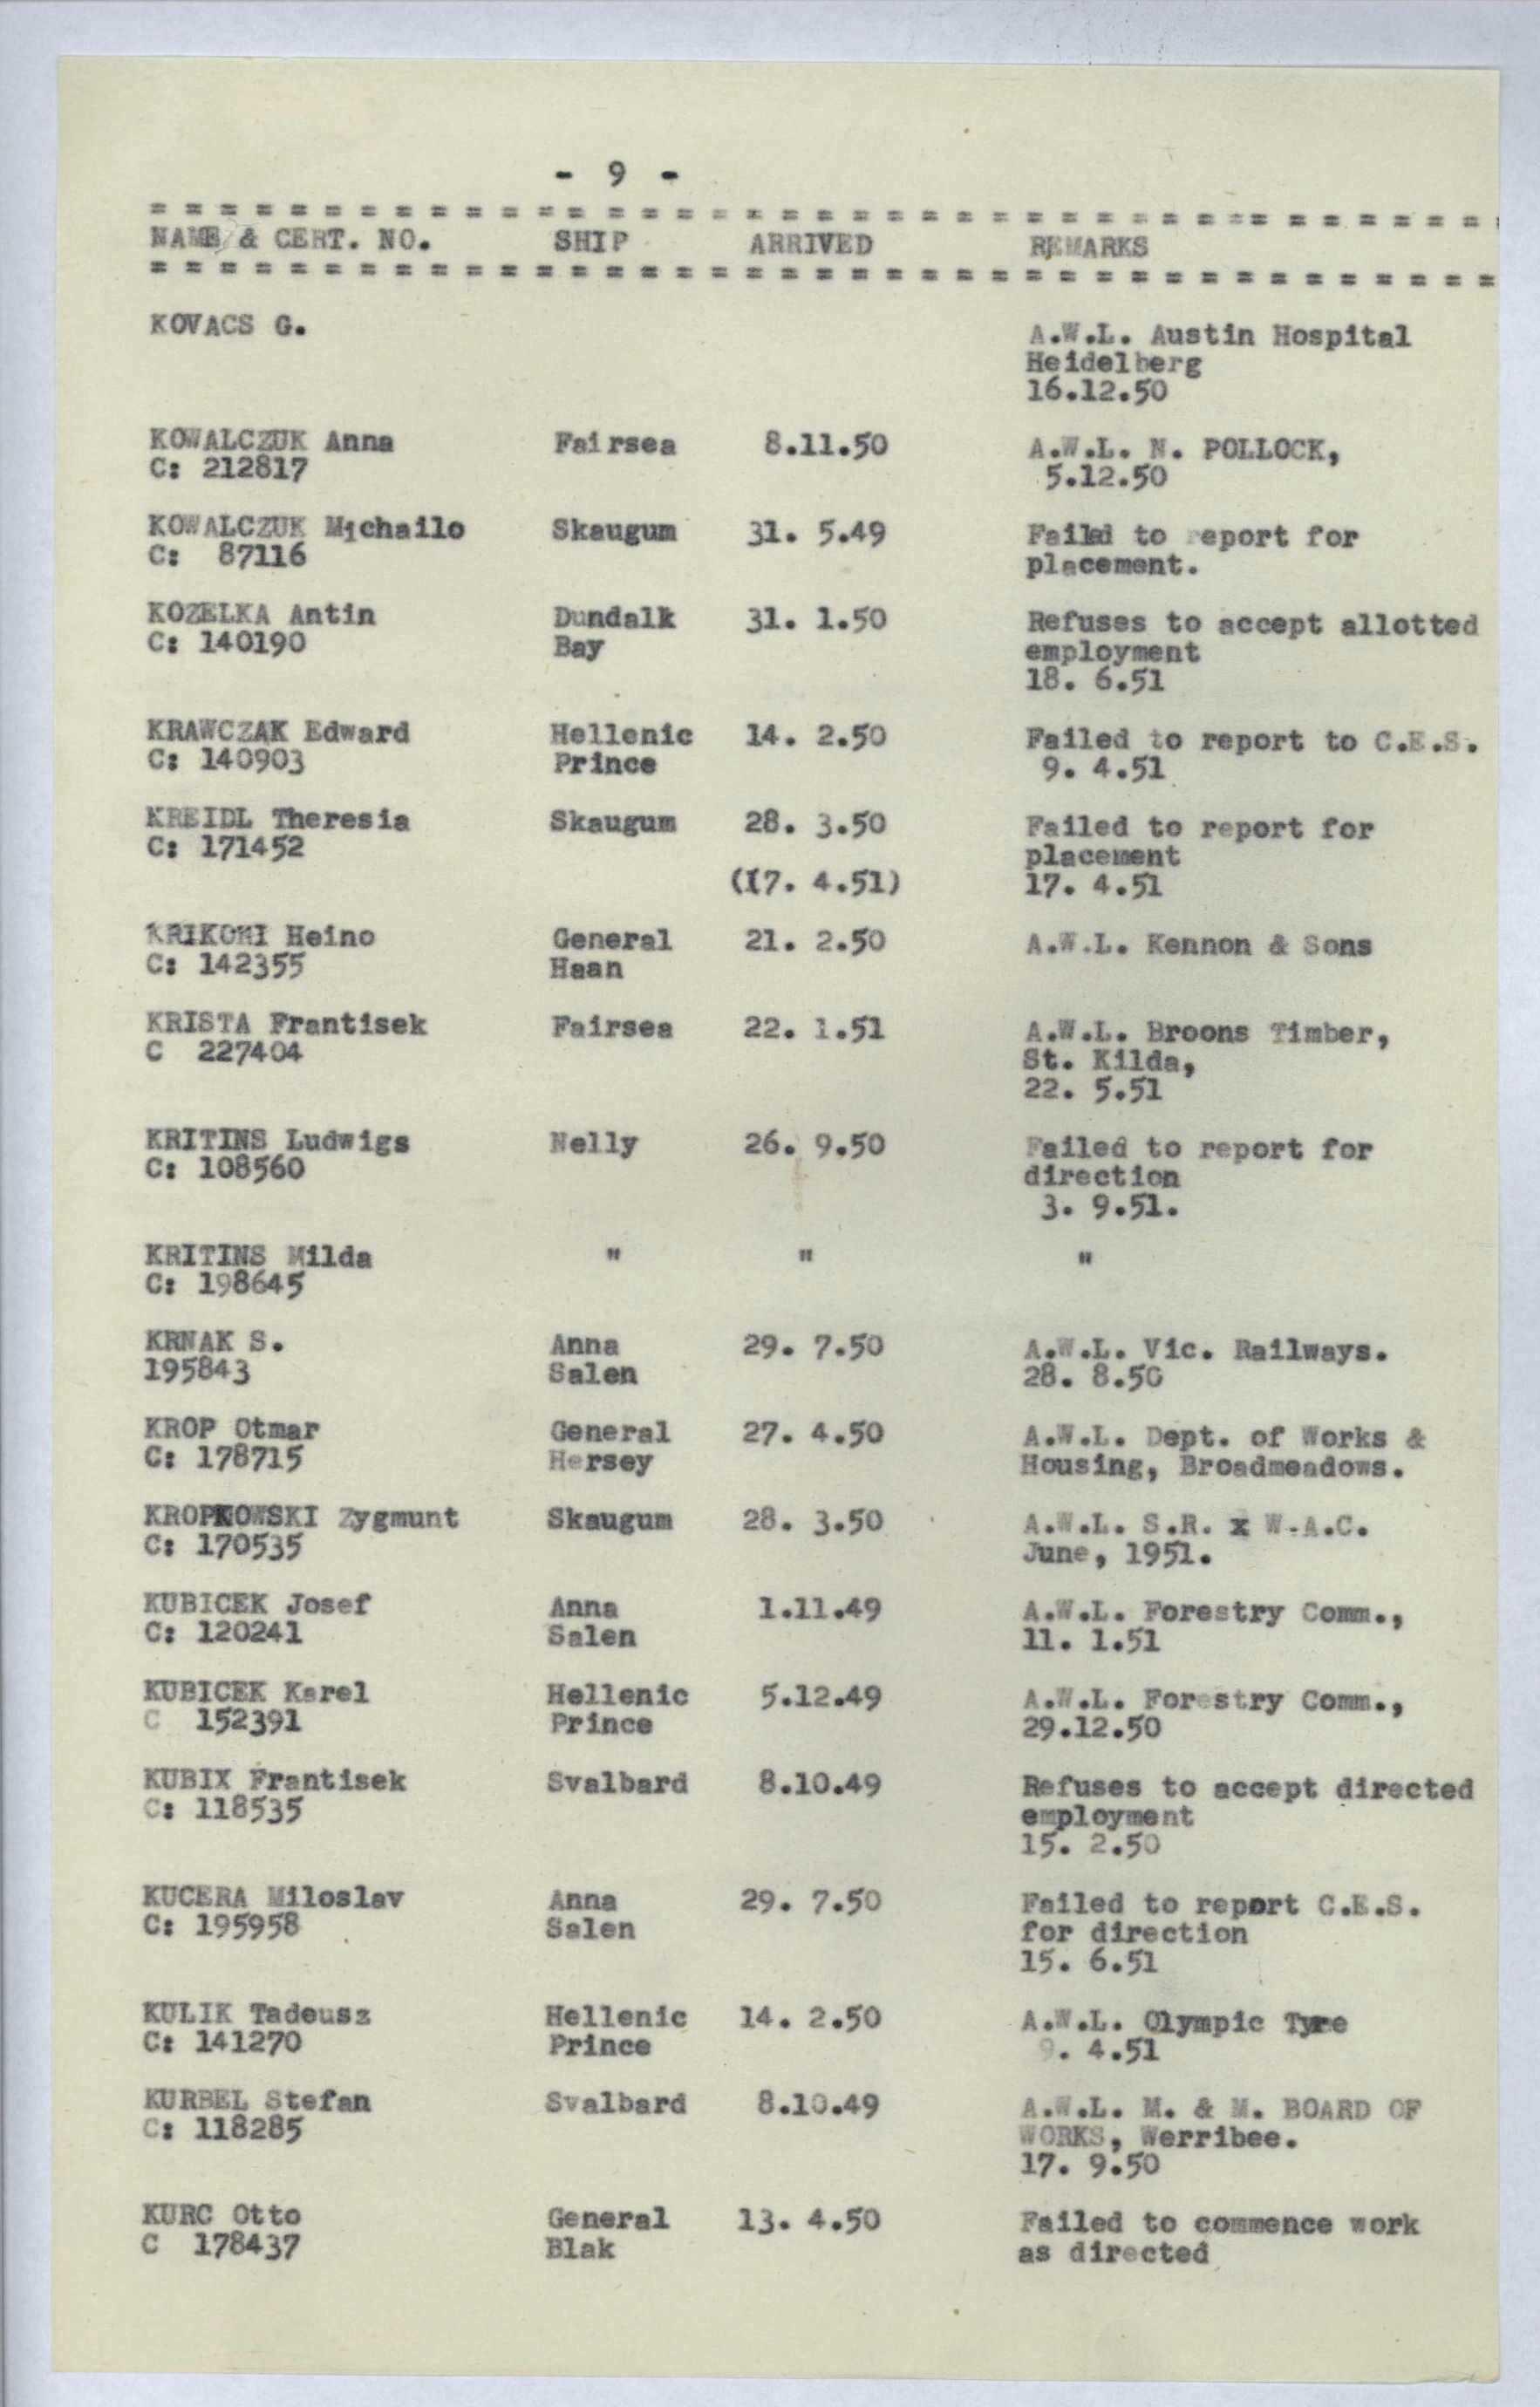 - 9 -
= = = = = = = = = = = = = = = = = = = = = = = = = = = = = = = = = = = = = = =
NAME & CERT. NO. SHIP ARRIVED REMARKS
= = = = = = = = = = = = = = = = = = = = = = = = = = = = = = = = = = = = = = =
KOVACS G. A.W.L. Austin Hospital
Heidelberg
16.12.50
KOWALCZUK Anna Fairsea 8.11.50 A.W.L. N. POLLOCK,
C: 212817 5.12.50
KOWALCZUK Michailo Skaugum 31. 5.49 Failed to report for
C: 87116 placement.
KOZELKA Antin Dundalk 31. 1.50 Refuses to accept allotted
C: 140190 Bay employment
18. 6.51
KRAWCZAK Edward Hellenic 14. 2.50 Failed to report to C.E.S.
C: 140903 Prince 9. 4.51
KREIDL Theresia Skaugum 28. 3.50 Failed to report for
C: 171452 placement
(17. 4.51) 17. 4.51
KRIKOMI Heino General 21. 2.50 A.W.L. Kennon & Sons
C: 142355 Haan
KRISTA Frantisek Fairsea 22. 1.51 A.W.L. Broons Timber,
C 227404 St. Kilda,
22. 5.51
KRITINS Ludwigs Nelly 26. 9.50 Failed to report for
C: 108560 direction
3. 9.51.
KRITINS Milda " " "
C: 198645
KRNAK S. Anna 29. 7.50 A.W.L. Vic. Railways.
195843 Salen 28. 8.50
KROP Otmar General 27. 4.50 A.W.L. Dept. of Works &
C: 178715 Hersey Housing, Broadmeadows.
KROPKOWSKI Zygmunt Skaugum 28. 3.50 A.W.L. S.R. x W.A.C.
C: 170535 June, 1951.
KUBICEK Josef Anna 1.11.49 A.W.L. Forestry Comm.,
C: 120241 Salen 11. 1.51
KUBICEK Karel Hellenic 5.12.49 A.W.L. Forestry Comm.,
C 152391 Prince 29.12.50
KUBIX Frantisek Svalbard 8.10.49 Refuses to accept directed
C: 118535 employment
15. 2.50
KUCERA Miloslav Anna 29. 7.50 Failed to report C.E.S.
C: 195958 Salen for direction
15. 6.51
KULIK Tadeusz Hellenic 14. 2.50 A.W.L. Olympic Tyre
C: 141270 Prince 9. 4.51
KURBEL Stefan Svalbard 8.10.49 A.W.L. M. & M. BOARD OF
C: 118285 WORKS, Werribee.
17. 9.50
KURC Otto General 13. 4.50 Failed to commence work
C 178437 Blak as directed